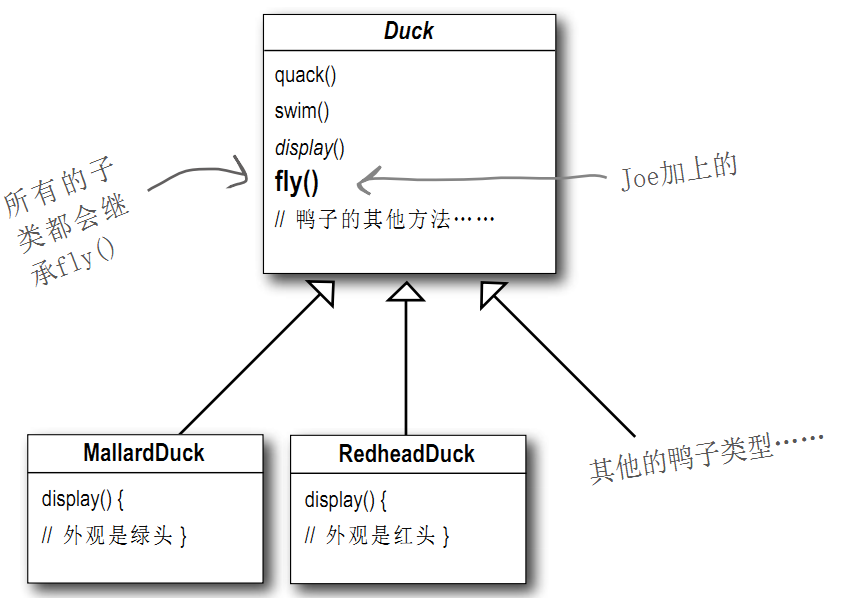 Duck
quack()
swim()
display()
fly()
// 鸭子的其他方法……
所有的子
类都会继
承fly()
Joe加上的
MallardDuck
display() {
// 外观是绿头 }
RedheadDuck
display() {
// 外观是红头 }
其他的鸭子类型……